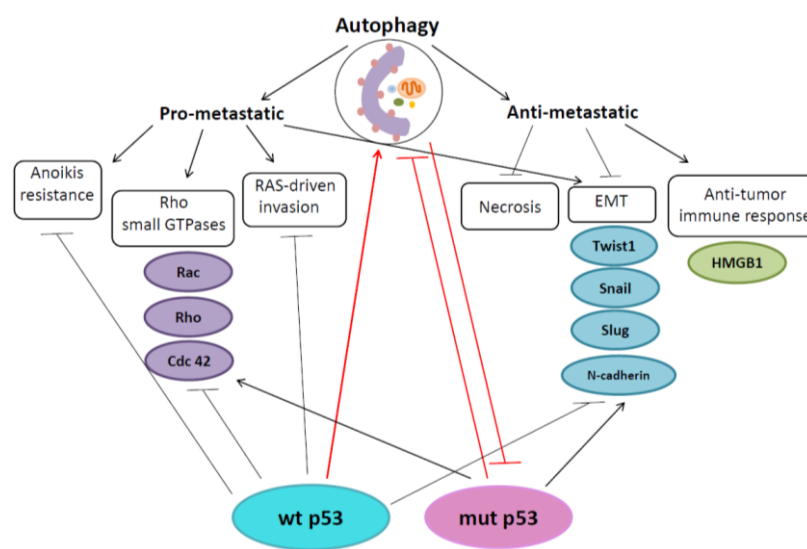 Autophagy
Pro-metastatic
Anti-metastatic
Anoikis
resistance
Rho
small GTPases
RAS-driven
invasion
Necrosis
EMT
Anti-tumor
immune response
Rac
Rho
Cdc 42
Twist1
Snail
Slug
N-cadherin
HMGB1
wt p53
mut p53